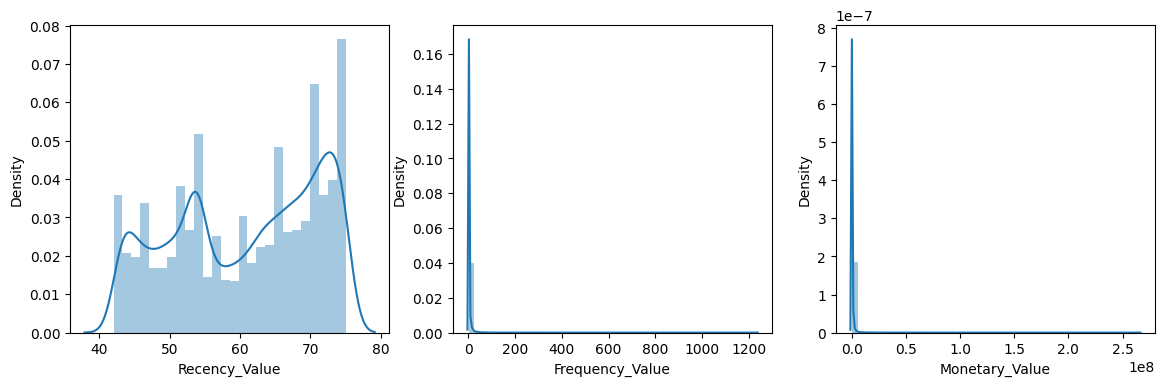 0.08
0.07
0.06
0.05
0.04
0.03
0.02
0.01
0.00
Density
40 50 60 70 80
Recency_Value
0.16
0.14
0.12
0.10
0.08
0.06
0.04
0.02
0.00
Density
0 200 400 600 800 1000 1200
Frequency_Value
1e−7
8
7
6
5
4
3
2
1
0
Density
0.0 0.5 1.0 1.5 2.0 2.5
1e8
Monetary_Value